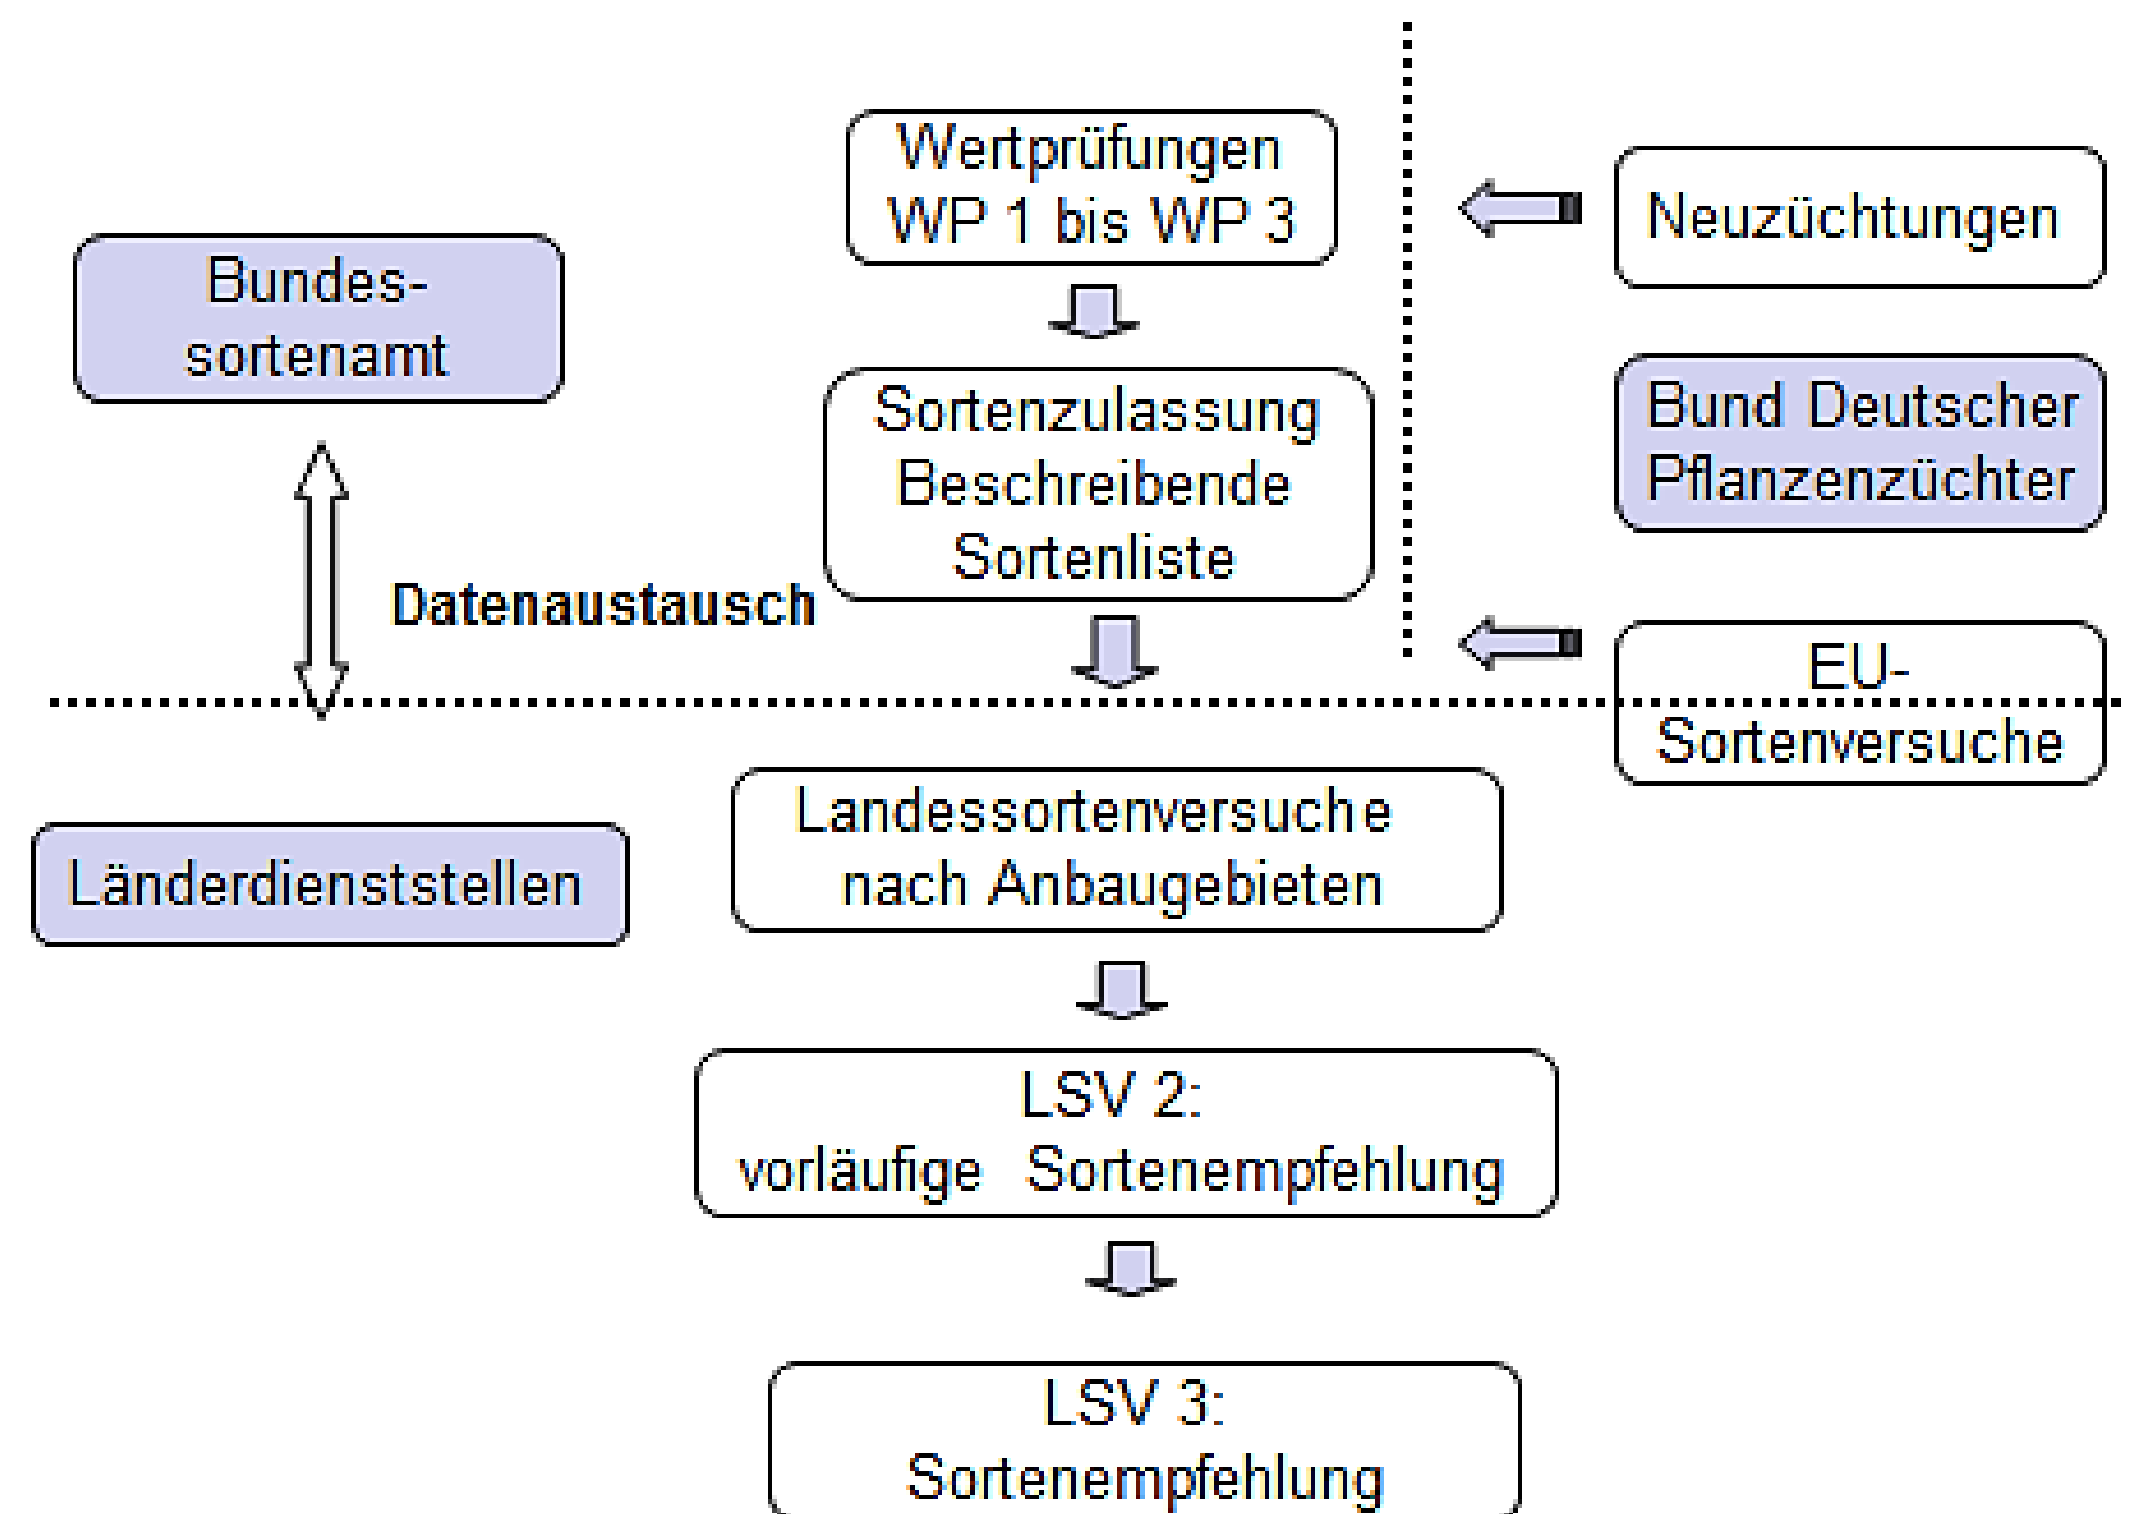 Wertprüfungen
WP 1 bis WP 3
Neuzüchtungen
Bundes-
sortenamt
Sortenzulassung
Beschreibende
Sortenliste
Bund Deutscher
Pflanzenzüchter
Datenaustausch
EU-
Sortenversuche
Landessortenversuche
nach Anbaugebieten
Länderdienststellen
LSV 2:
vorläufige Sortenempfehlung
LSV 3:
Sortenempfehlung